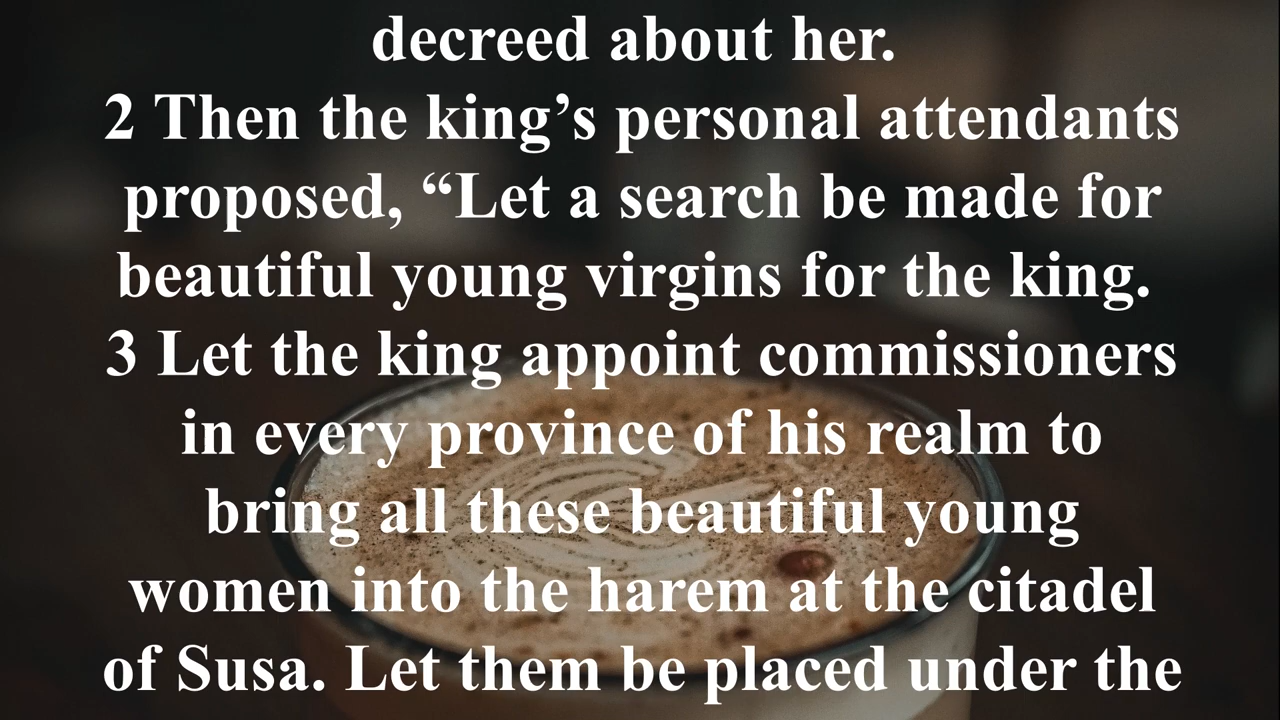 decreed about her.
2 Then the king’s personal attendants
proposed, “Let a search be made for
beautiful young virgins for the king.
3 Let the king appoint commissioners
in every province of his realm to
bring all these beautiful young
women into the harem at the citadel
of Susa. Let them be placed under the